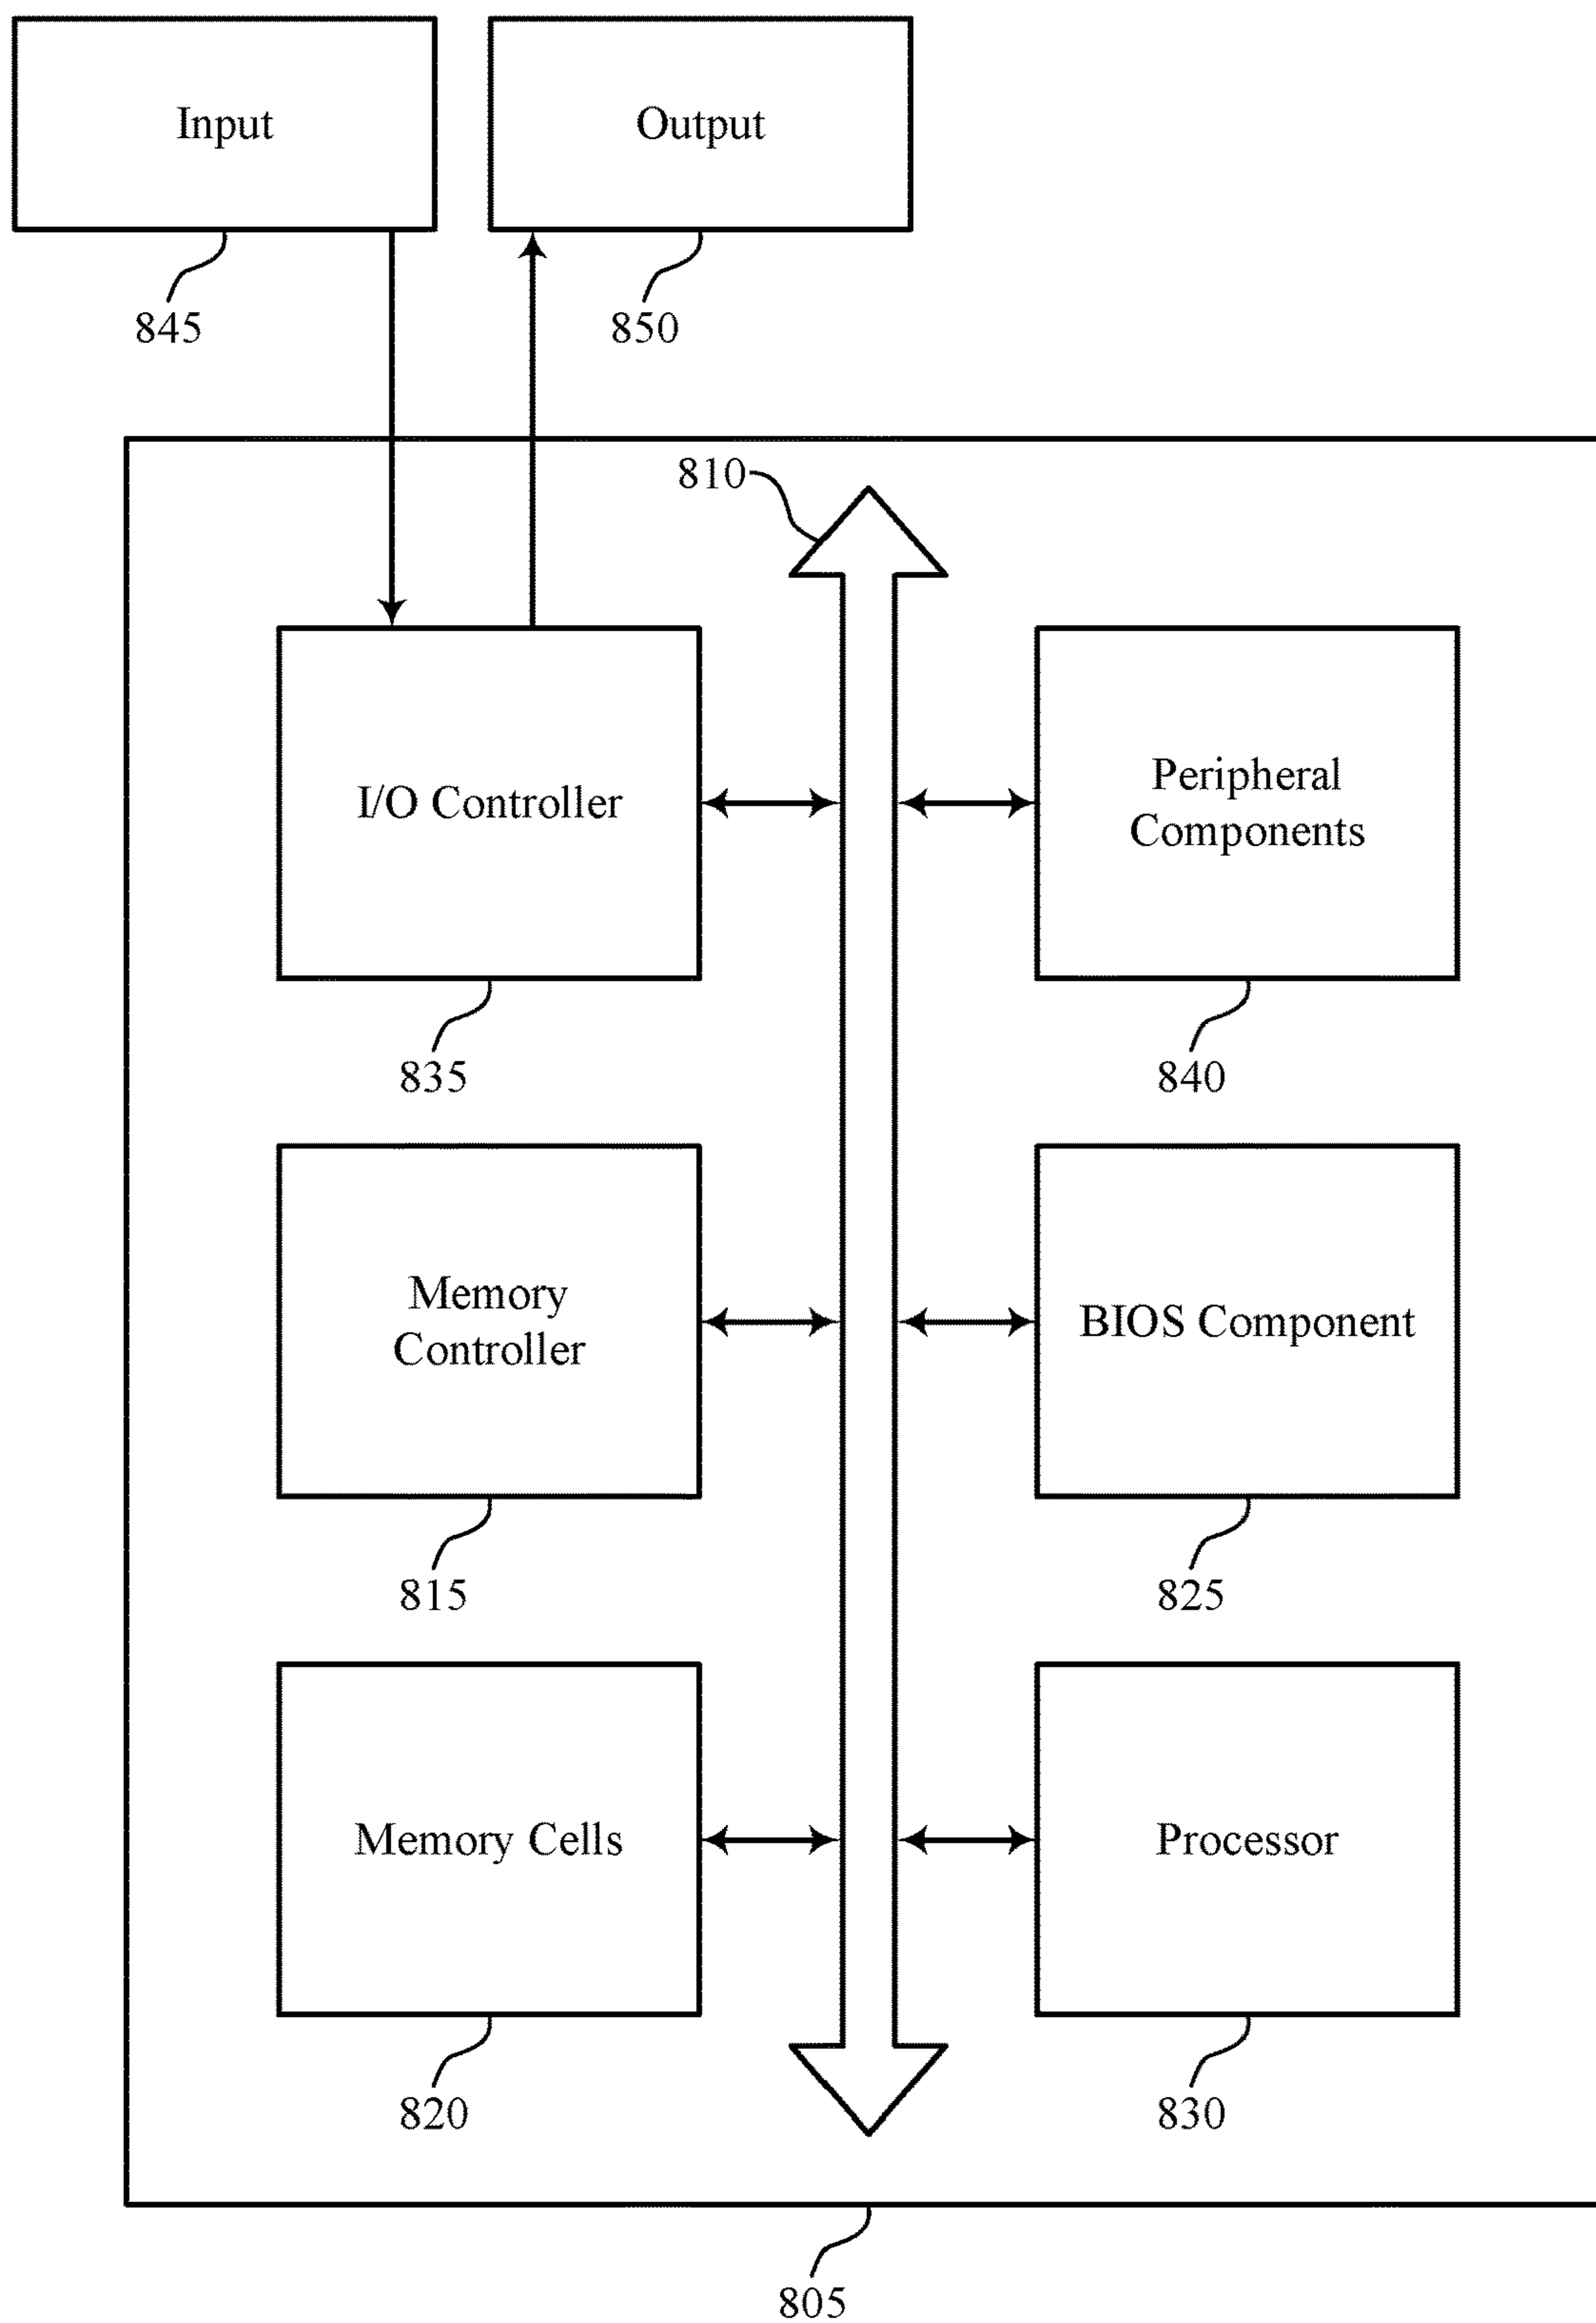 Input
Output
845
850
810
I/O Controller
Peripheral
Components
835
840
Memory
Controller
BIOS Component
815
825
Memory Cells
Processor
820
830
805